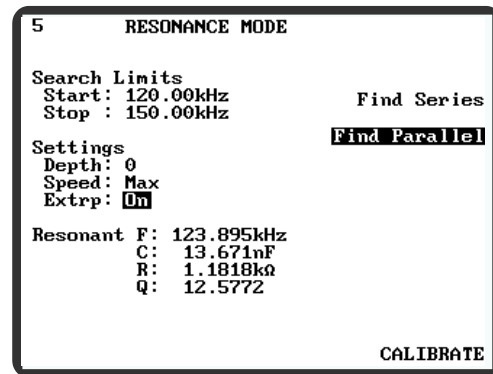 5 RESONANCE MODE
Search Limits
Start: 120.00kHz
Stop : 150.00kHz
Find Series
Find Parallel
Settings
Depth: 0
Speed: Max
Extrp: On
Resonant F: 123.895kHz
C: 13.671nF
R: 1.1818kΩ
Q: 12.5772
CALIBRATE